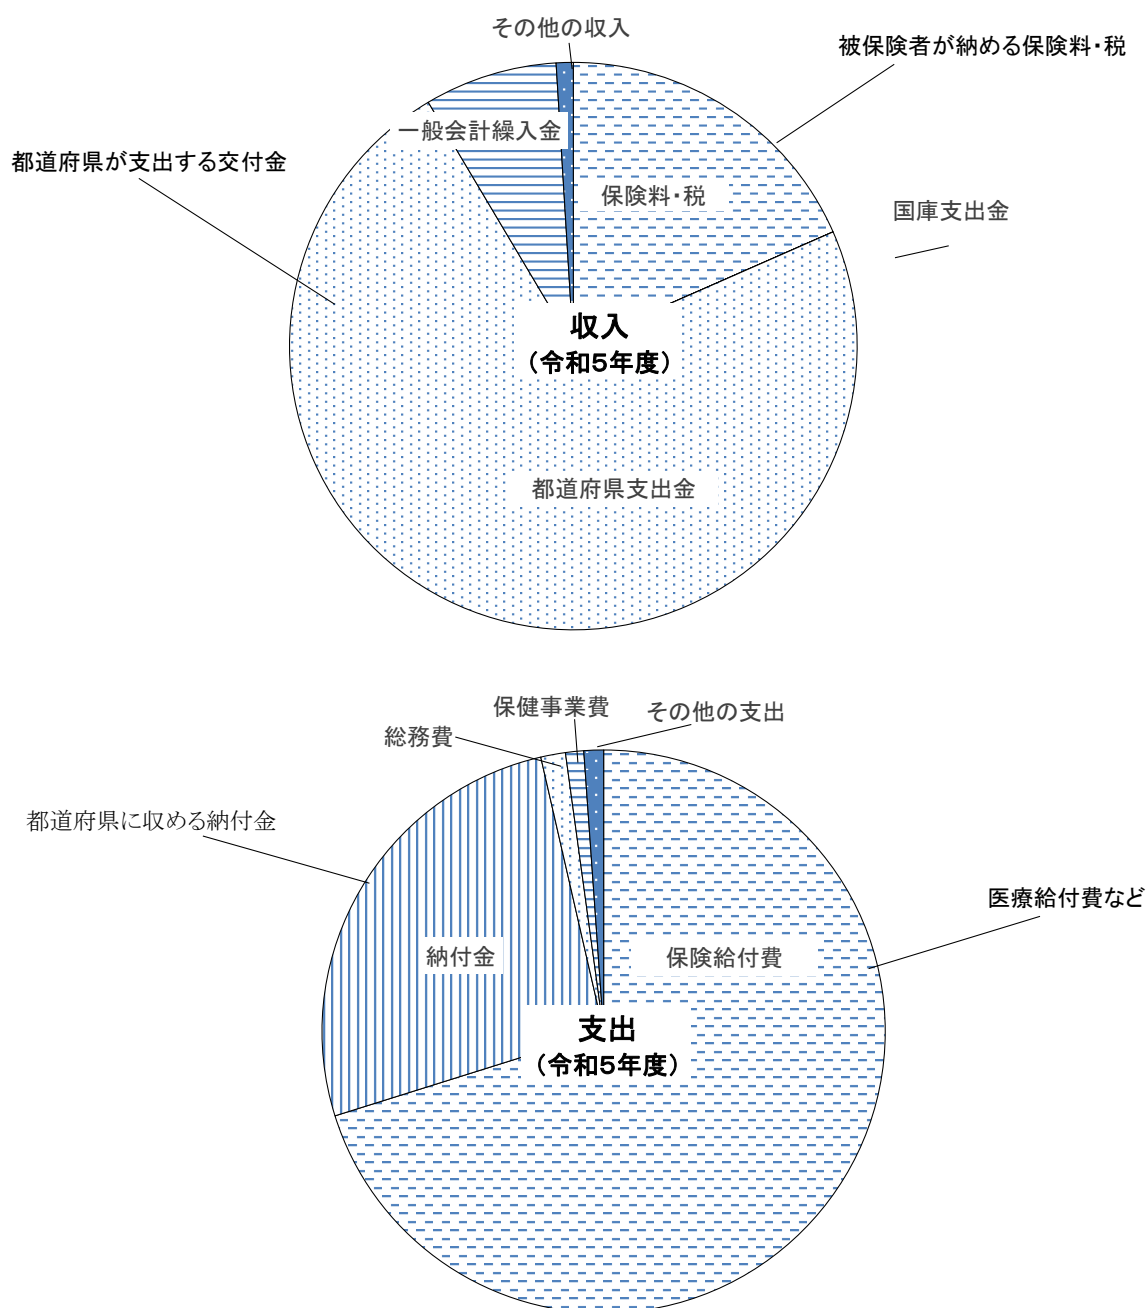 その他の収入
被保険者が納める保険料・税
一般会計繰入金
都道府県が支出する交付金
保険料・税
国庫支出金
収入
（令和5年度）
都道府県支出金
保健事業費
その他の支出
総務費
都道府県に収める納付金
医療給付費など
納付金
保険給付費
支出
（令和5年度）